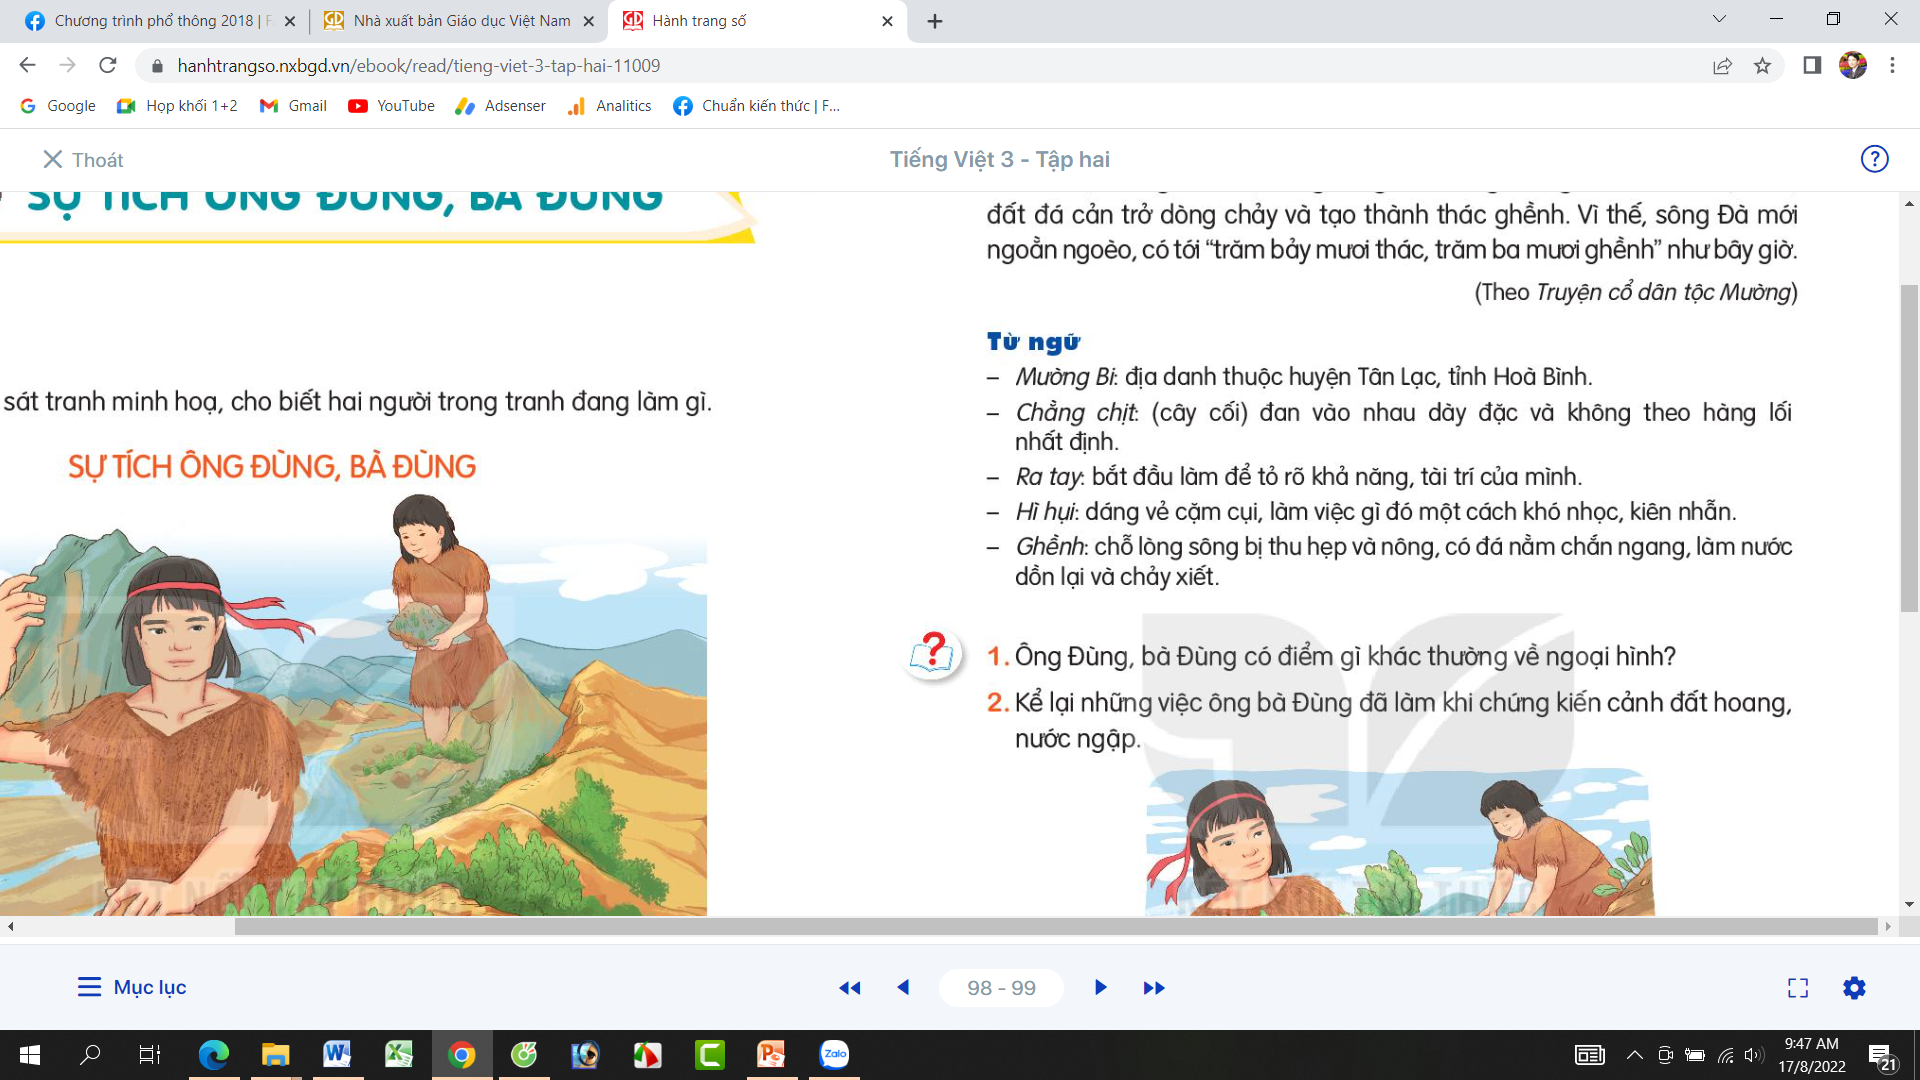 Chương trình phổ thông 2018 | F
Nhà xuất bản Giáo dục Việt Nam
Hành trang số
hanhtrangso.nxbgd.vn/ebook/read/tieng-viet-3-tap-hai-11009
Google
Họp khối 1+2
Gmail
YouTube
Adsenser
Analitics
Chuẩn kiến thức | F...
Thoát
Tiếng Việt 3 - Tập hai
SỰ TÍCH ÔNG ĐÙNG, BÀ ĐÙNG
sát tranh minh hoạ, cho biết hai người trong tranh đang làm gì.
SỰ TÍCH ÔNG ĐÙNG, BÀ ĐÙNG
đất đá cản trở dòng chảy và tạo thành thác ghềnh. Vì thế, sông Đà mới
ngoằn ngoèo, có tới “trăm bảy mươi thác, trăm ba mươi ghềnh” như bây giờ.
(Theo Truyện cổ dân tộc Mường)
Từ ngữ
– Mường Bi: địa danh thuộc huyện Tân Lạc, tỉnh Hoà Bình.
– Chằng chịt: (cây cối) đan vào nhau dày đặc và không theo hàng lối
nhất định.
– Ra tay: bắt đầu làm để tỏ rõ khả năng, tài trí của mình.
– Hì hụi: dáng vẻ cặm cụi, làm việc gì đó một cách khó nhọc, kiên nhẫn.
– Ghềnh: chỗ lòng sông bị thu hẹp và nông, có đá nằm chắn ngang, làm nước
dồn lại và chảy xiết.
1. Ông Đùng, bà Đùng có điểm gì khác thường về ngoại hình?
2. Kể lại những việc ông bà Đùng đã làm khi chứng kiến cảnh đất hoang,
nước ngập.
Mục lục
98 - 99
Zalo
9:47 AM
17/8/2022
21